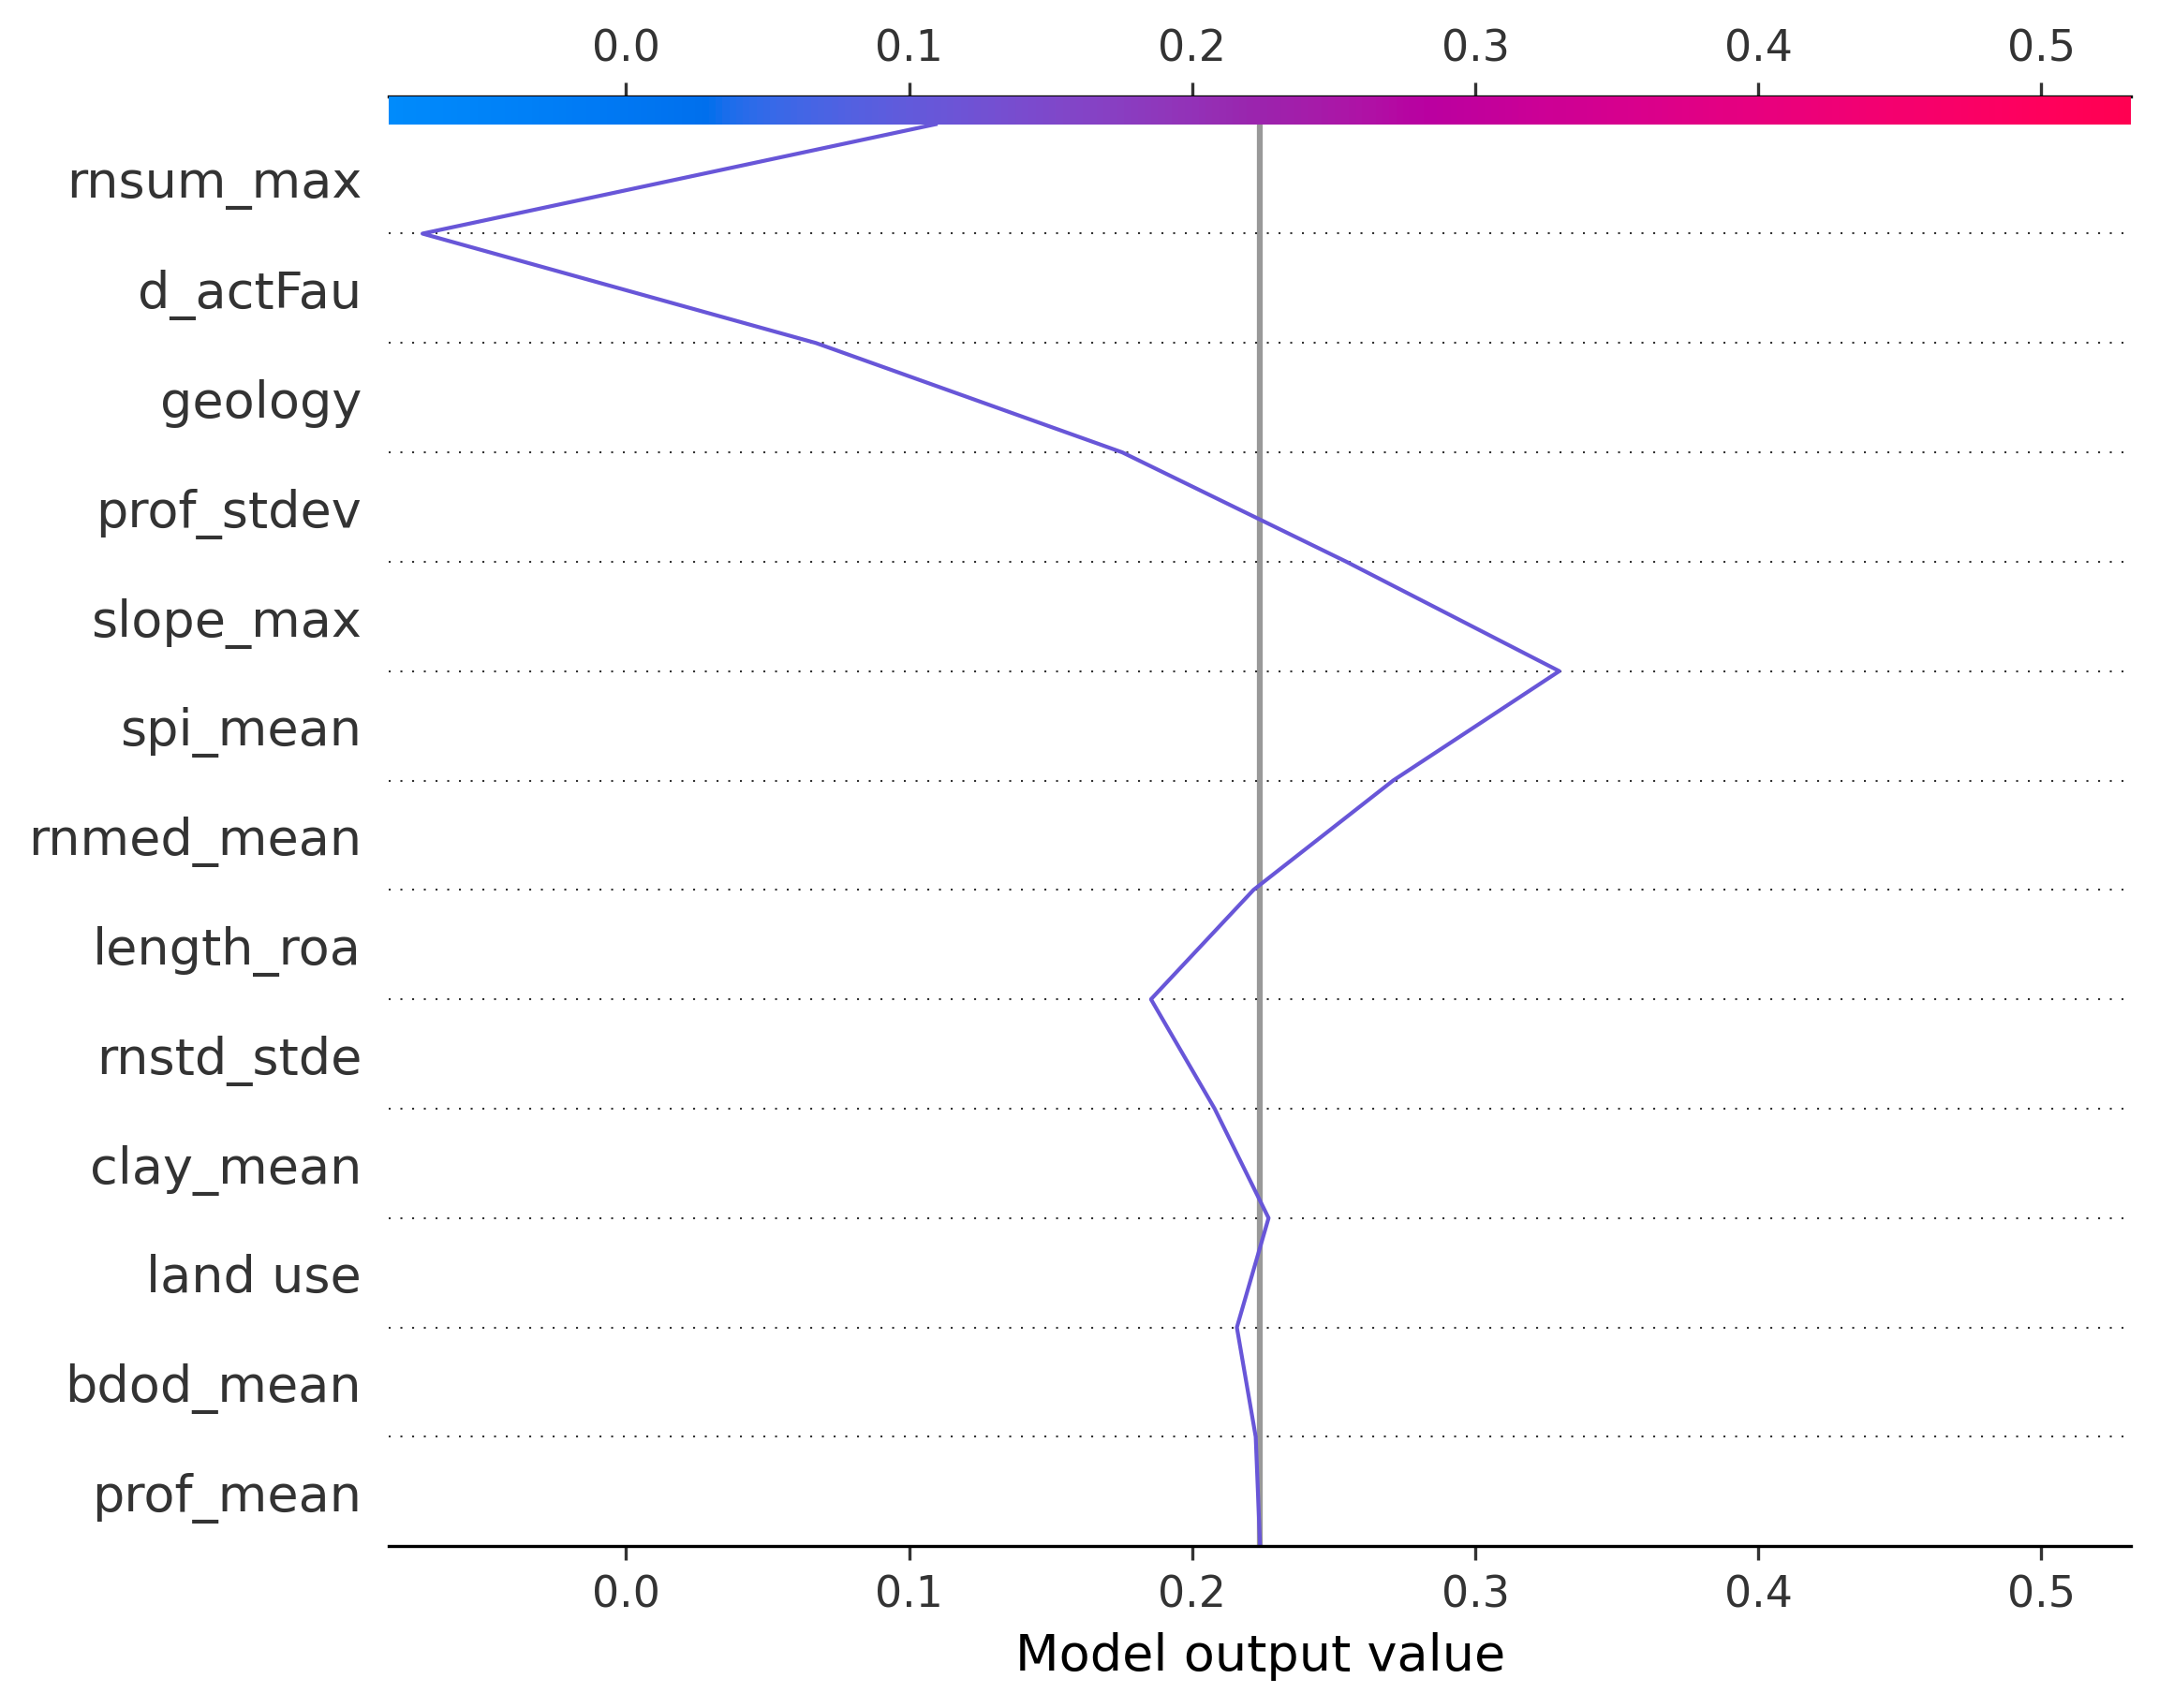 0.0 0.1 0.2 0.3 0.4 0.5
rnsum_max
d_actFau
geology
prof_stdev
slope_max
spi_mean
rnmed_mean
length_roa
rnstd_stde
clay_mean
land use
bdod_mean
prof_mean
0.0 0.1 0.2 0.3 0.4 0.5
Model output value